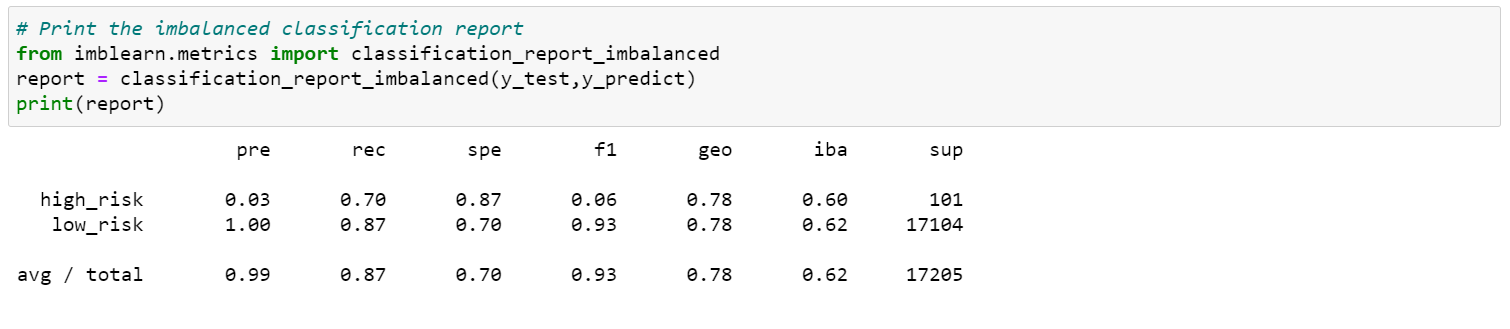 # Print the imbalanced classification report
from imblearn.metrics import classification_report_imbalanced
report = classification_report_imbalanced(y_test,y_predict)
print(report)
pre rec spe f1 geo iba sup
high_risk 0.03 0.70 0.87 0.06 0.78 0.60 101
low_risk 1.00 0.87 0.70 0.93 0.78 0.62 17104
avg / total 0.99 0.87 0.70 0.93 0.78 0.62 17205